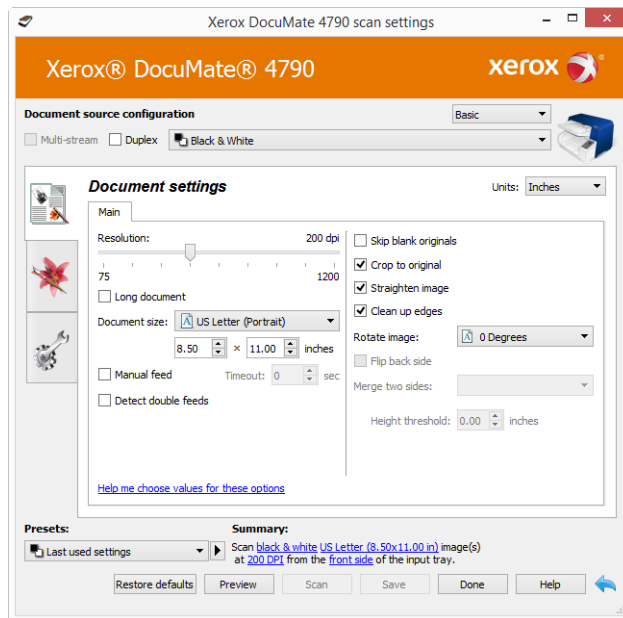 Xerox DocuMate 4790 scan settings
Xerox® DocuMate® 4790
xerox
Document source configuration
Basic
Multi-stream Duplex Black & White
Document settings
Units: Inches
Main
Resolution: 200 dpi
75 1200
Long document
Document size: US Letter (Portrait)
8.50 × 11.00 inches
Manual feed Timeout: 0 sec
Detect double feeds
Skip blank originals
Crop to original
Straighten image
Clean up edges
Rotate image: 0 Degrees
Flip back side
Merge two sides:
Height threshold: 0.00 inches
Help me choose values for these options
Presets:
Last used settings
Summary:
Scan black & white US Letter (8.50x11.00 in) image(s)
at 200 DPI from the front side of the input tray.
Restore defaults Preview Scan Save Done Help